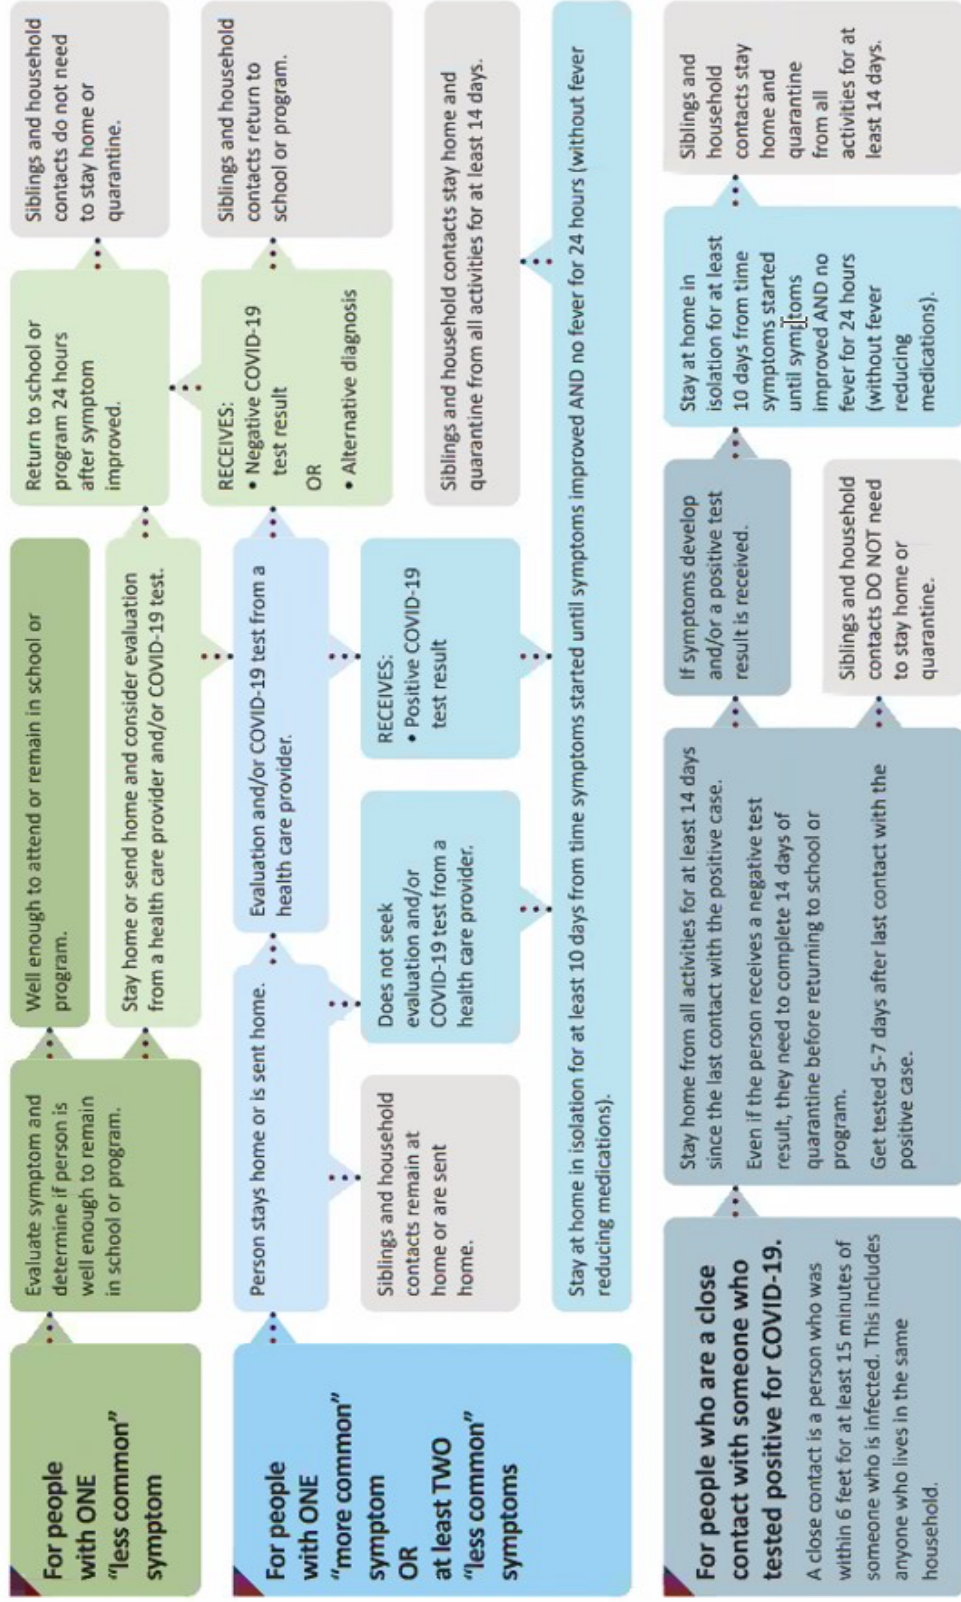 For people
with ONE
“less common”
symptom
Evaluate symptom and
determine if person is
well enough to remain
in school or program.
Well enough to attend or remain in school or
program.
Stay home or send home and consider evaluation
from a health care provider and/or COVID-19 test.
Return to school or
program 24 hours
after symptom
improved.
Siblings and household
contacts do not need
to stay home or
quarantine.
For people
with ONE
“more common”
symptom
OR
at least TWO
“less common”
symptoms
Person stays home or is sent home.
Siblings and household
contacts remain at
home or are sent
home.
Does not seek
evaluation and/or
COVID-19 test from a
health care provider.
Evaluation and/or COVID-19 test from a
health care provider.
RECEIVES:
• Positive COVID-19
test result
RECEIVES:
• Negative COVID-19
test result
OR
• Alternative diagnosis
Siblings and household
contacts return to
school or program.
Siblings and household contacts stay home and
quarantine from all activities for at least 14 days.
Stay at home in isolation for at least 10 days from time symptoms started until symptoms improved AND no fever for 24 hours (without fever
reducing medications).
For people who are a close
contact with someone who
tested positive for COVID-19.
A close contact is a person who was
within 6 feet for at least 15 minutes of
someone who is infected. This includes
anyone who lives in the same
household.
Stay home from all activities for at least 14 days
since the last contact with the positive case.
Even if the person receives a negative test
result, they need to complete 14 days of
quarantine before returning to school or
program.
Get tested 5-7 days after last contact with the
positive case.
If symptoms develop
and/or a positive test
result is received.
Siblings and household
contacts DO NOT need
to stay home or
quarantine.
Stay at home in
isolation for at least
10 days from time
symptoms started
until symptoms
improved AND no
fever for 24 hours
(without fever
reducing
medications).
Siblings and
household
contacts stay
home and
quarantine
from all
activities for at
least 14 days.